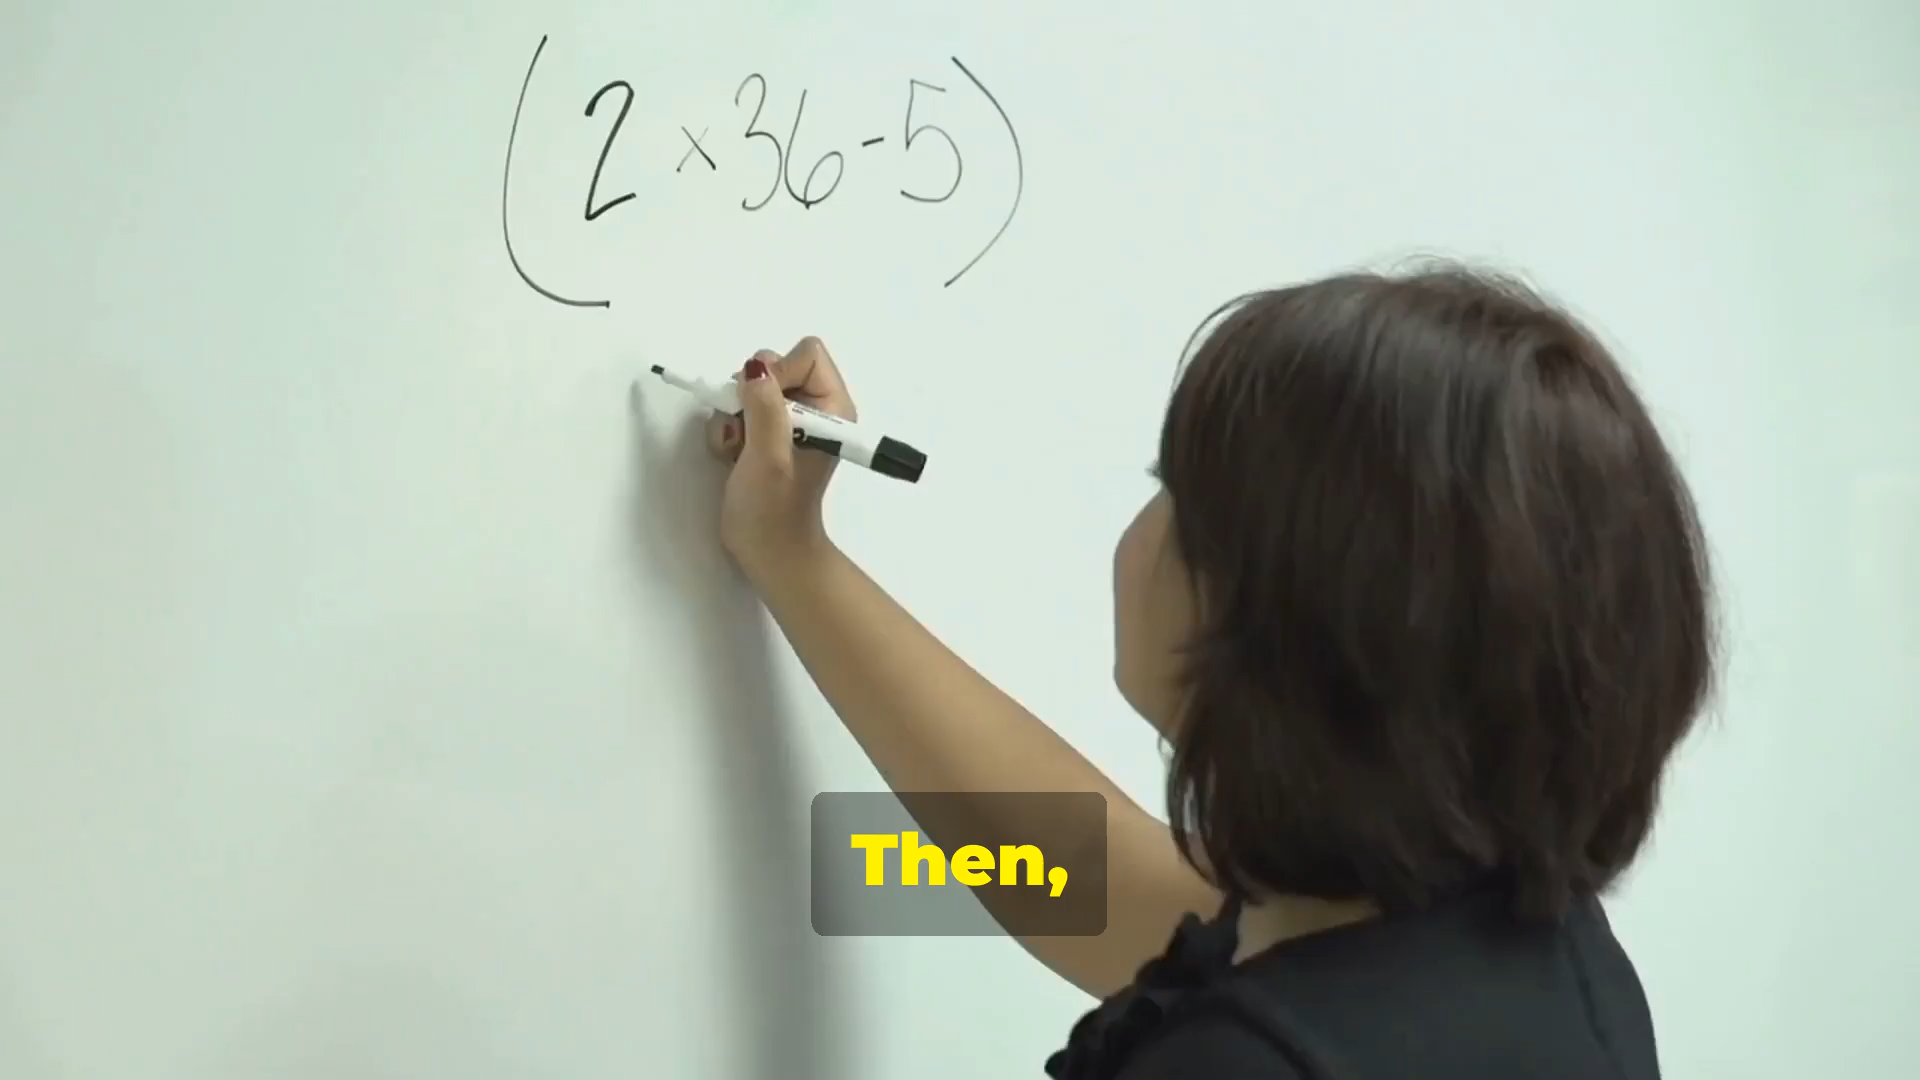 (2 x 36 - 5)
Then,